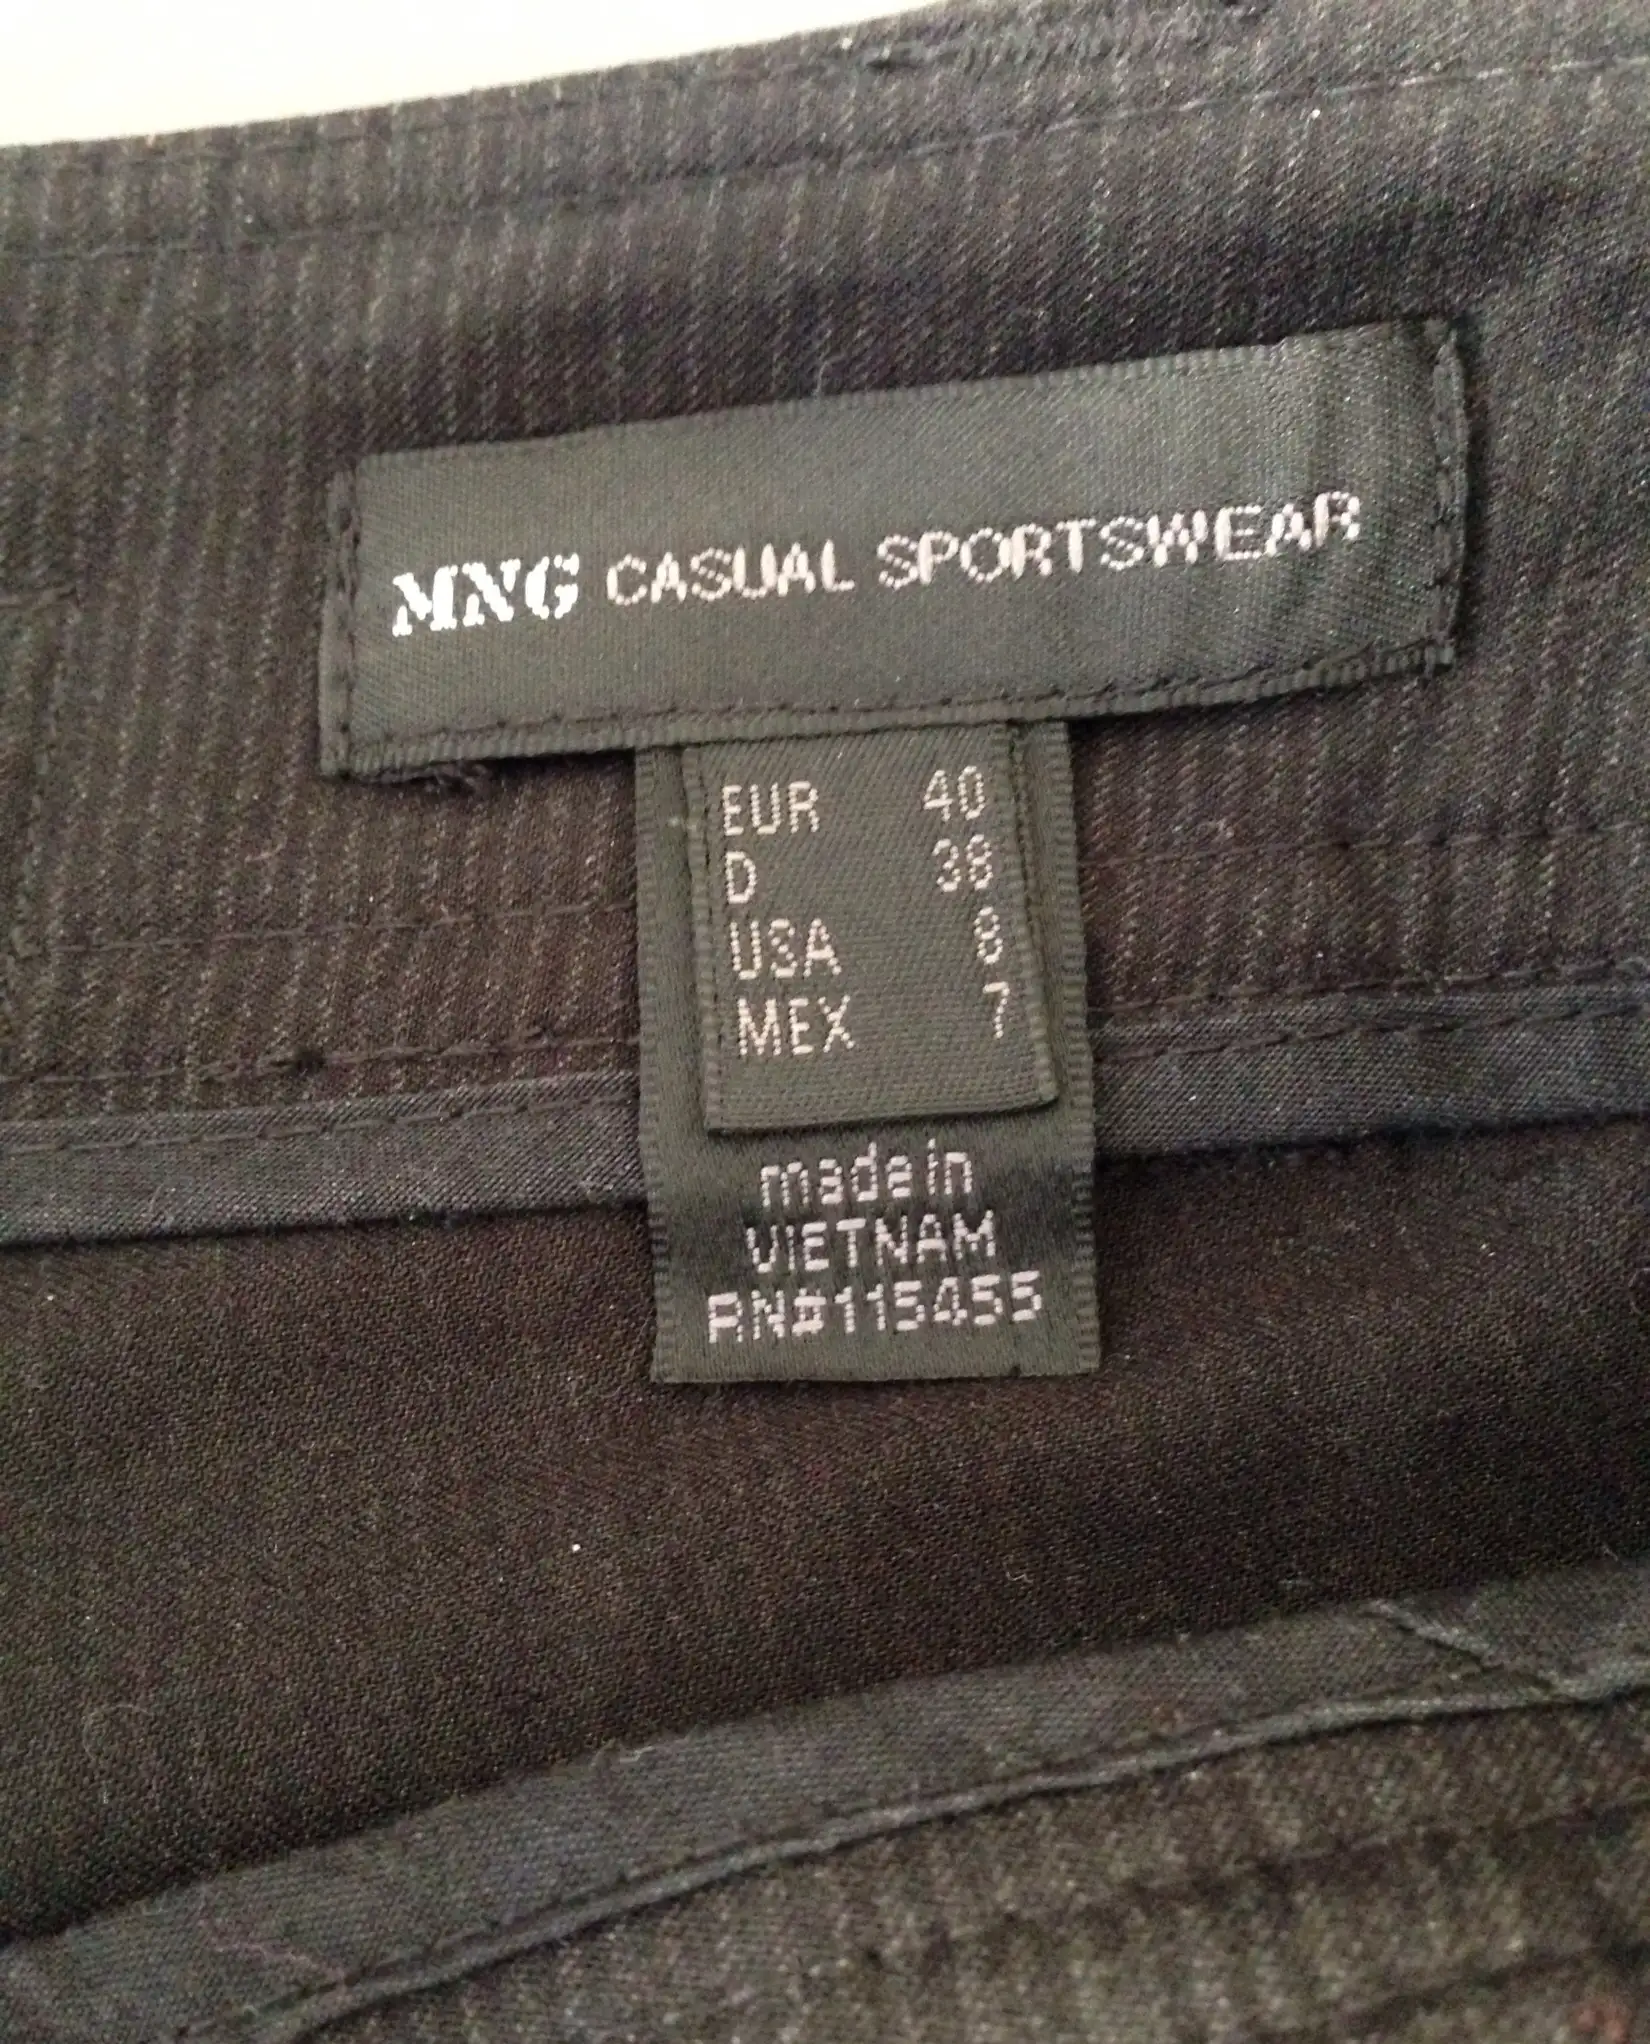 MNG CASUAL SPORTSWEAR
EUR 40
D 38
USA 8
MEX 7
made in
VIETNAM
RN#115455